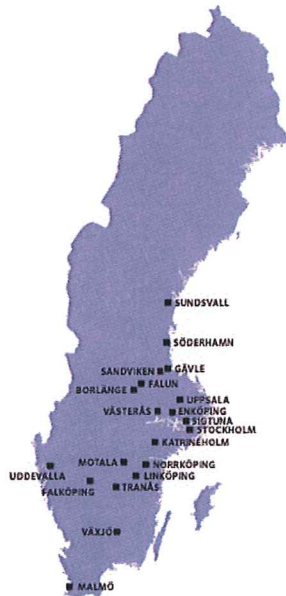 SUNDSVALL
SÖDERHAMN
SANDVIKEN GÄVLE
FALUN
BORLÄNGE
UPPSALA
VÄSTERÅS ENKÖPING
SIGTUNA
STOCKHOLM
KATRINEHOLM
MOTALA NORRKÖPING
UDDEVALLA LINKÖPING
FALKÖPING TRANÅS
VÄXJÖ
MALMÖ